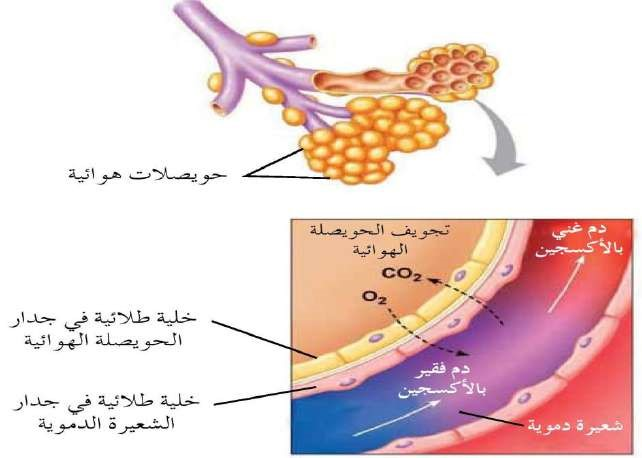 حويصلات هوائية
تجويف الحويصلة
الهوائية
دم غني
بالأكسجين
CO₂
O₂
خلية طلائية في جدار
الحويصلة الهوائية
دم فقير
بالأكسجين
خلية طلائية في جدار
الشعيرة الدموية
شعيرة دموية